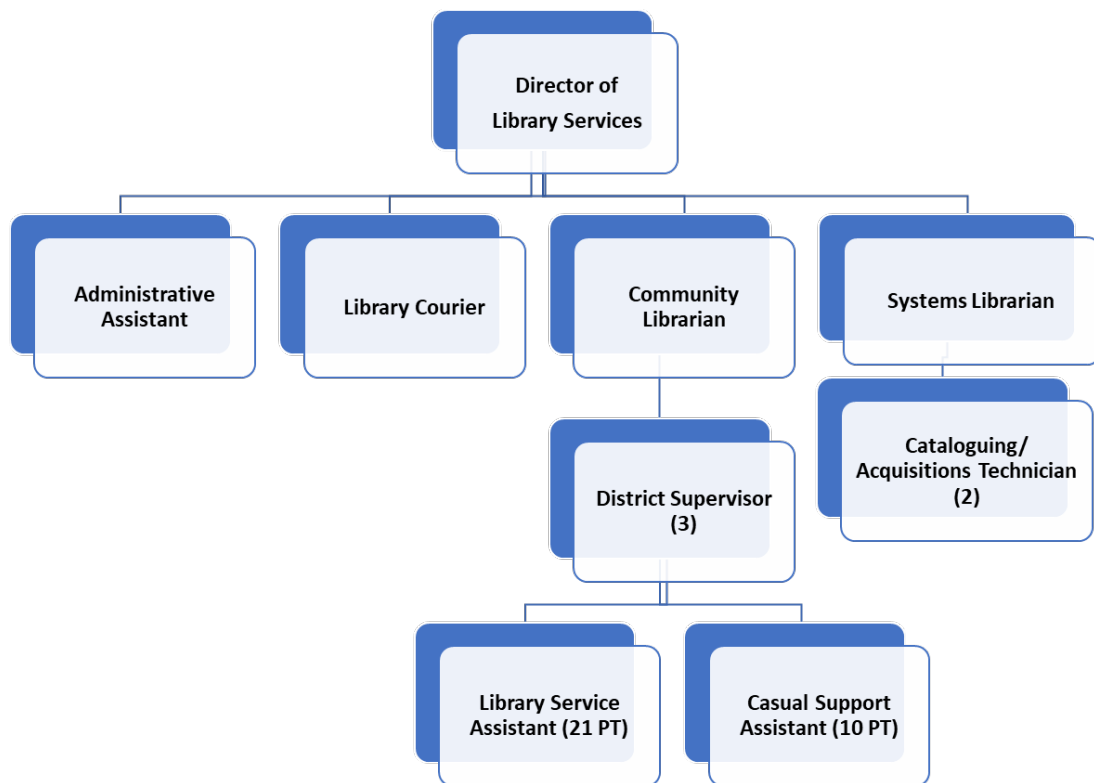 Director of
Library Services
Administrative
Assistant
Library Courier
Community
Librarian
Systems Librarian
District Supervisor
(3)
Cataloguing/
Acquisitions Technician
(2)
Library Service
Assistant (21 PT)
Casual Support
Assistant (10 PT)